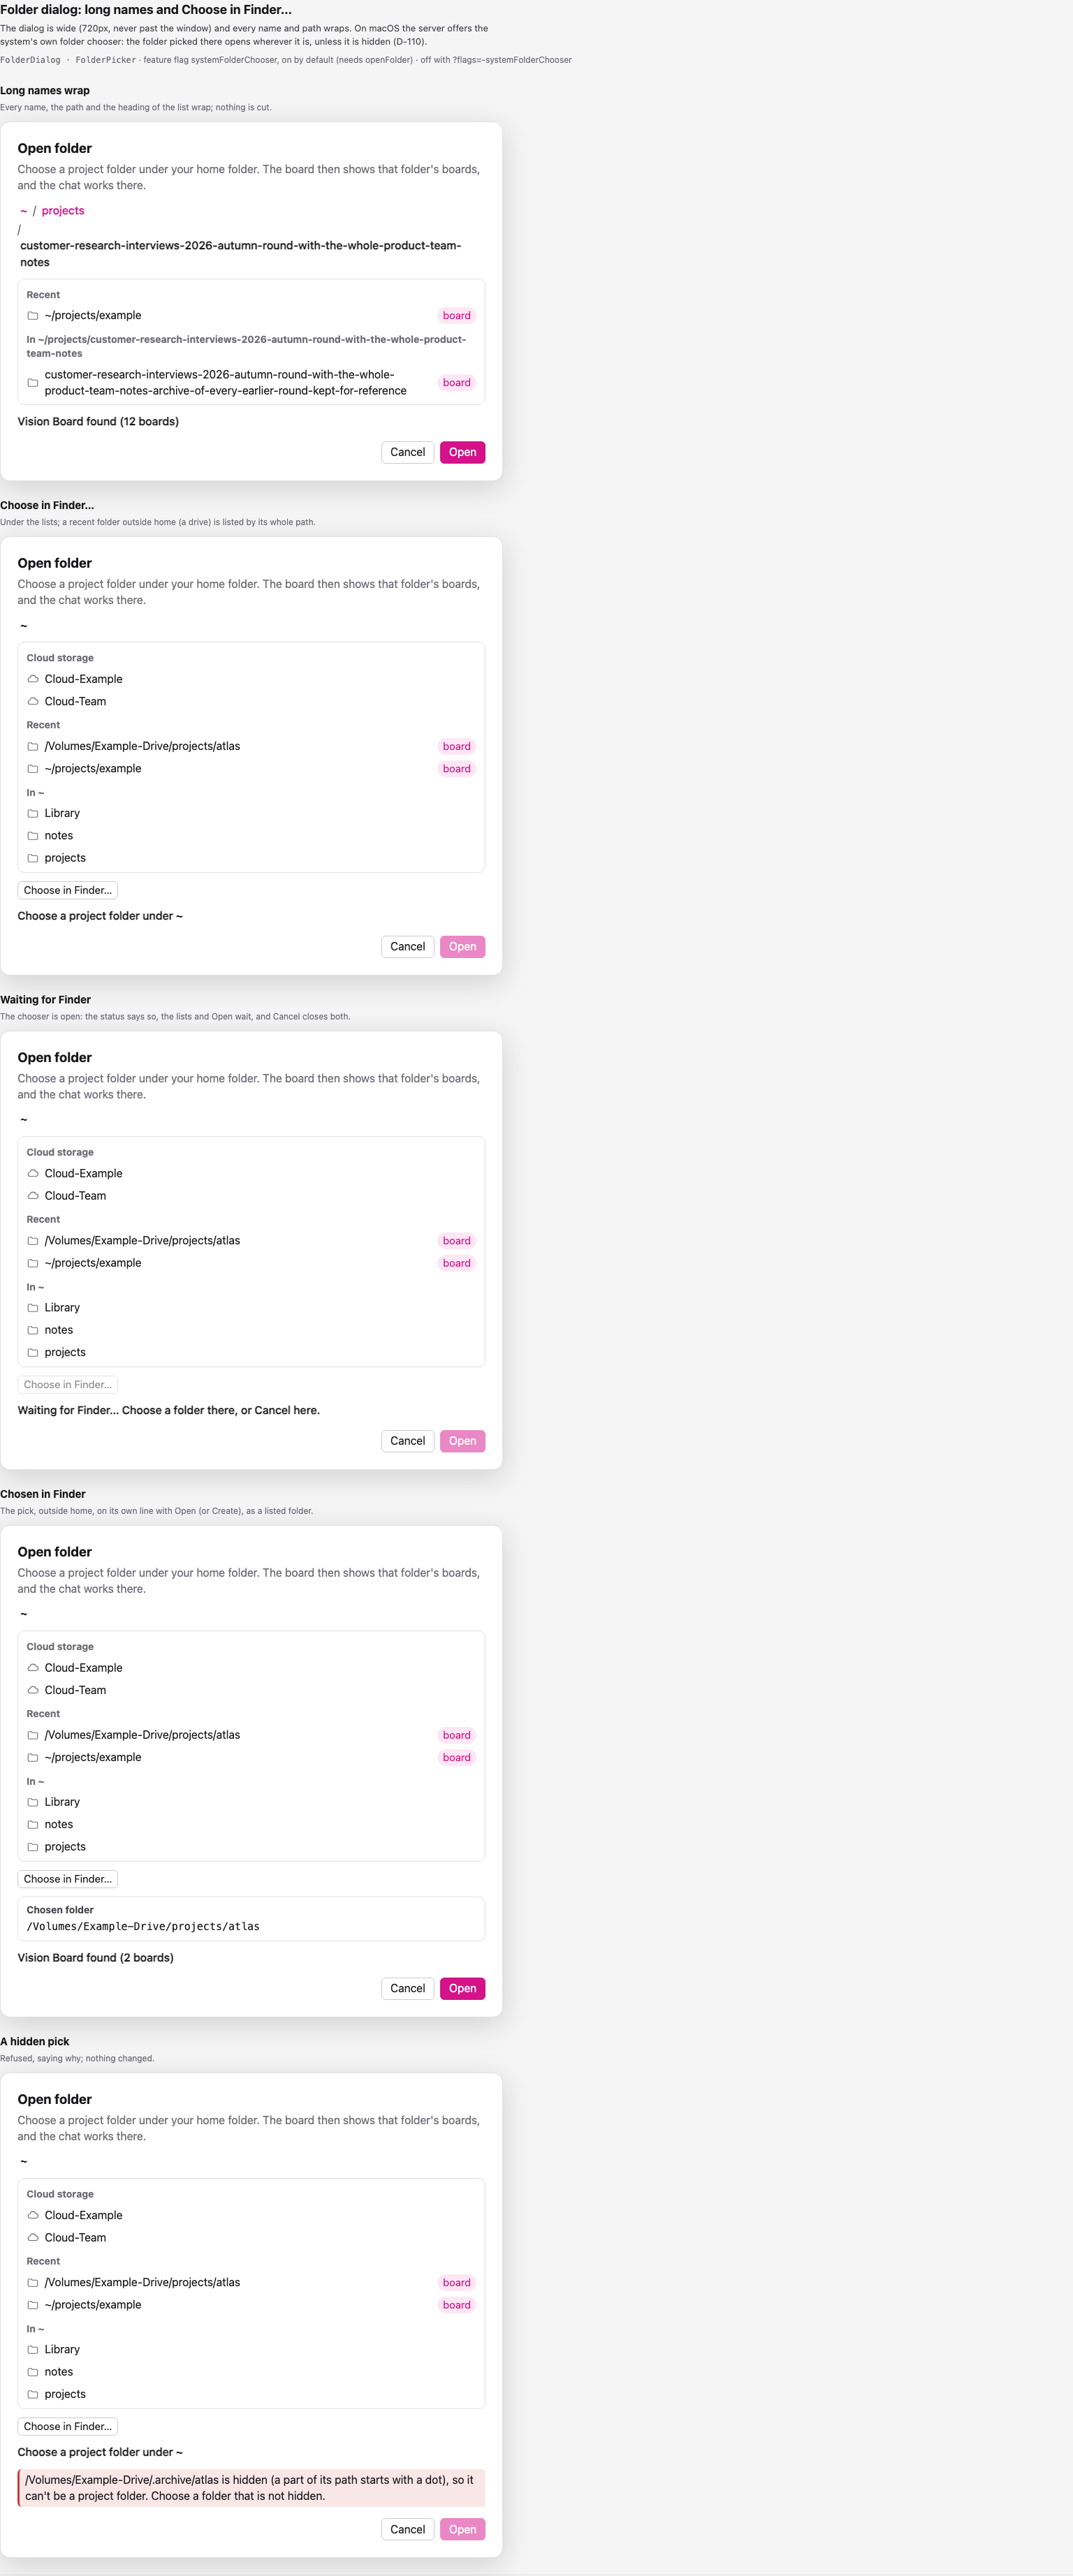 Folder dialog: long names and Choose in Finder...
The dialog is wide (720px, never past the window) and every name and path wraps. On macOS the server offers the
system's own folder chooser: the folder picked there opens wherever it is, unless it is hidden (D-110).
FolderDialog · FolderPicker · feature flag systemFolderChooser, on by default (needs openFolder) · off with ?flags=-systemFolderChooser
Long names wrap
Every name, the path and the heading of the list wrap; nothing is cut.
Open folder
Choose a project folder under your home folder. The board then shows that folder's boards,
and the chat works there.
~ / projects
/
customer-research-interviews-2026-autumn-round-with-the-whole-product-team-
notes
Recent
~/projects/example board
In ~/projects/customer-research-interviews-2026-autumn-round-with-the-whole-product-
team-notes
customer-research-interviews-2026-autumn-round-with-the-whole-
product-team-notes-archive-of-every-earlier-round-kept-for-reference board
Vision Board found (12 boards)
Cancel Open
Choose in Finder...
Under the lists; a recent folder outside home (a drive) is listed by its whole path.
Open folder
Choose a project folder under your home folder. The board then shows that folder's boards,
and the chat works there.
~
Cloud storage
Cloud-Example
Cloud-Team
Recent
/Volumes/Example-Drive/projects/atlas board
~/projects/example board
In ~
Library
notes
projects
Choose in Finder...
Choose a project folder under ~
Cancel Open
Waiting for Finder
The chooser is open: the status says so, the lists and Open wait, and Cancel closes both.
Open folder
Choose a project folder under your home folder. The board then shows that folder's boards,
and the chat works there.
~
Cloud storage
Cloud-Example
Cloud-Team
Recent
/Volumes/Example-Drive/projects/atlas board
~/projects/example board
In ~
Library
notes
projects
Choose in Finder...
Waiting for Finder... Choose a folder there, or Cancel here.
Cancel Open
Chosen in Finder
The pick, outside home, on its own line with Open (or Create), as a listed folder.
Open folder
Choose a project folder under your home folder. The board then shows that folder's boards,
and the chat works there.
~
Cloud storage
Cloud-Example
Cloud-Team
Recent
/Volumes/Example-Drive/projects/atlas board
~/projects/example board
In ~
Library
notes
projects
Choose in Finder...
Chosen folder
/Volumes/Example-Drive/projects/atlas
Vision Board found (2 boards)
Cancel Open
A hidden pick
Refused, saying why; nothing changed.
Open folder
Choose a project folder under your home folder. The board then shows that folder's boards,
and the chat works there.
~
Cloud storage
Cloud-Example
Cloud-Team
Recent
/Volumes/Example-Drive/projects/atlas board
~/projects/example board
In ~
Library
notes
projects
Choose in Finder...
Choose a project folder under ~
/Volumes/Example-Drive/.archive/atlas is hidden (a part of its path starts with a dot), so it
can't be a project folder. Choose a folder that is not hidden.
Cancel Open